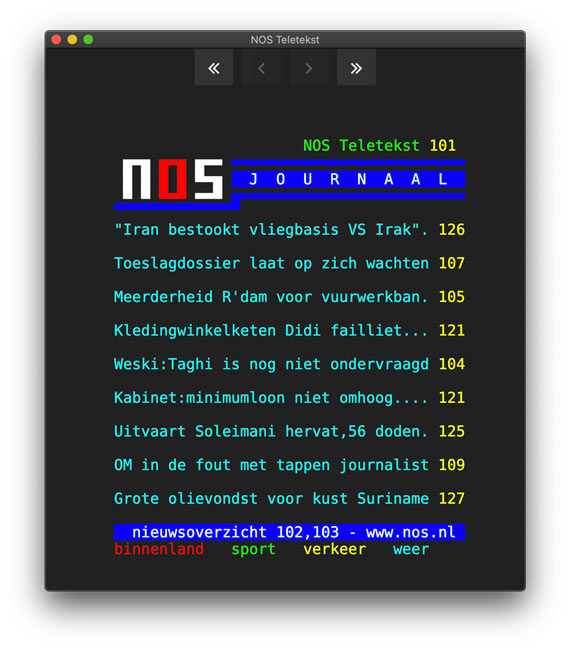 NOS Teletekst
NOS Teletekst 101
NOS JOURNAAL
"Iran bestookt vliegbasis VS Irak". 126
Toeslagdossier laat op zich wachten 107
Meerderheid R'dam voor vuurwerkban. 105
Kledingwinkelketen Didi failliet... 121
Weski:Taghi is nog niet ondervraagd 104
Kabinet:minimumloon niet omhoog.... 121
Uitvaart Soleimani hervat,56 doden. 125
OM in de fout met tappen journalist 109
Grote olievondst voor kust Suriname 127
nieuwsoverzicht 102,103 - www.nos.nl
binnenland sport verkeer weer